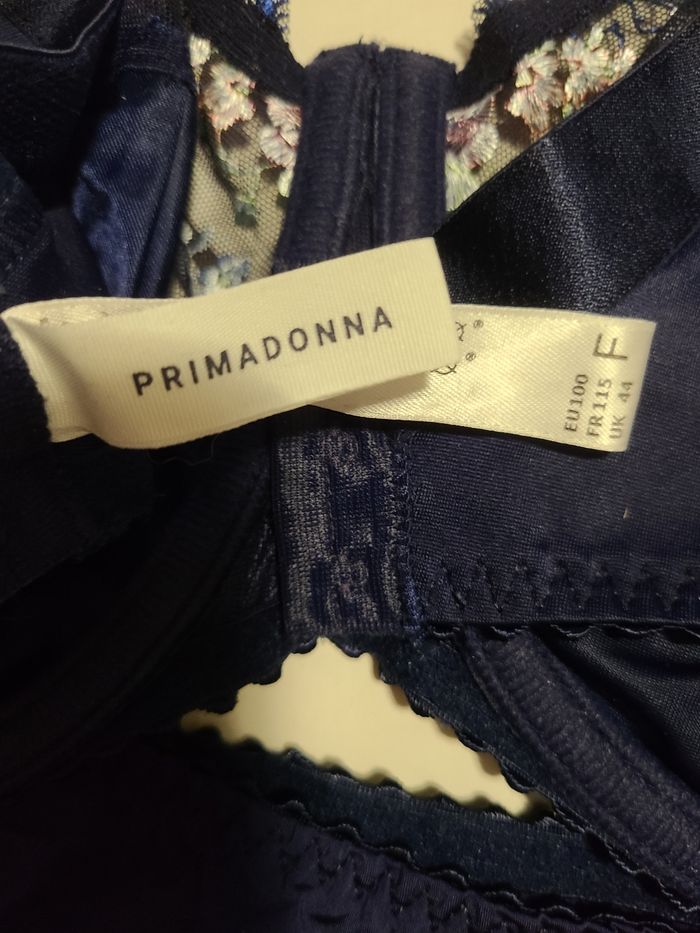 PRIMADONNA
EU100
FR115
UK 44
F
®
®